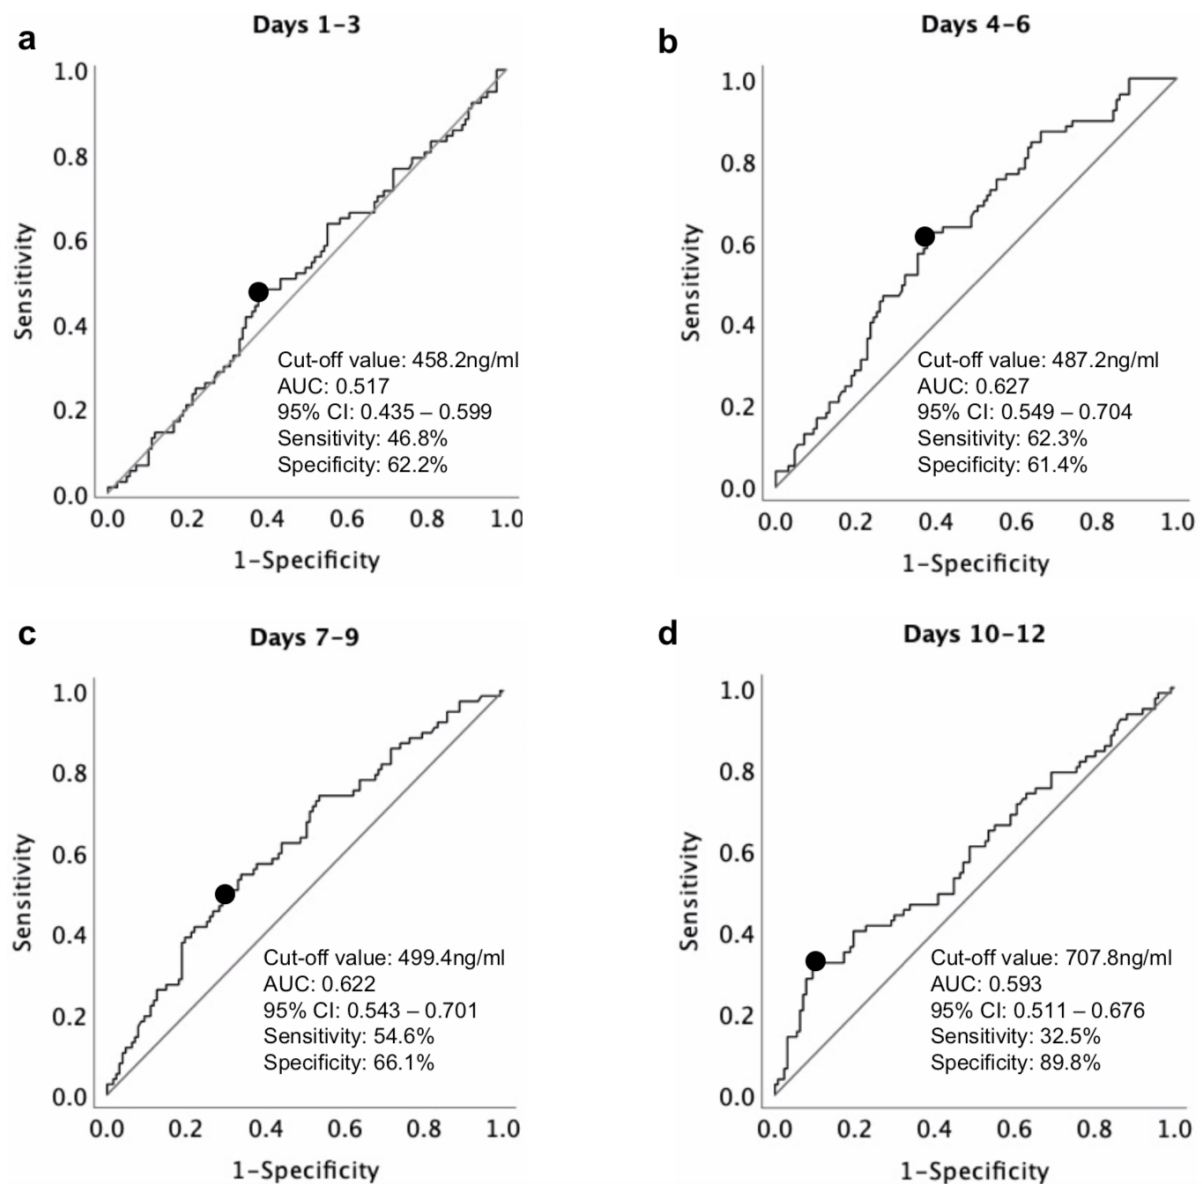 a
Days 1–3
1.0
0.8
0.6
0.4
0.2
0.0
Sensitivity
Cut-off value: 458.2ng/ml
AUC: 0.517
95% CI: 0.435 – 0.599
Sensitivity: 46.8%
Specificity: 62.2%
0.0 0.2 0.4 0.6 0.8 1.0
1–Specificity
b
Days 4–6
1.0
0.8
0.6
0.4
0.2
0.0
Sensitivity
Cut-off value: 487.2ng/ml
AUC: 0.627
95% CI: 0.549 – 0.704
Sensitivity: 62.3%
Specificity: 61.4%
0.0 0.2 0.4 0.6 0.8 1.0
1–Specificity
c
Days 7–9
1.0
0.8
0.6
0.4
0.2
0.0
Sensitivity
Cut-off value: 499.4ng/ml
AUC: 0.622
95% CI: 0.543 – 0.701
Sensitivity: 54.6%
Specificity: 66.1%
0.0 0.2 0.4 0.6 0.8 1.0
1–Specificity
d
Days 10–12
1.0
0.8
0.6
0.4
0.2
0.0
Sensitivity
Cut-off value: 707.8ng/ml
AUC: 0.593
95% CI: 0.511 – 0.676
Sensitivity: 32.5%
Specificity: 89.8%
0.0 0.2 0.4 0.6 0.8 1.0
1–Specificity